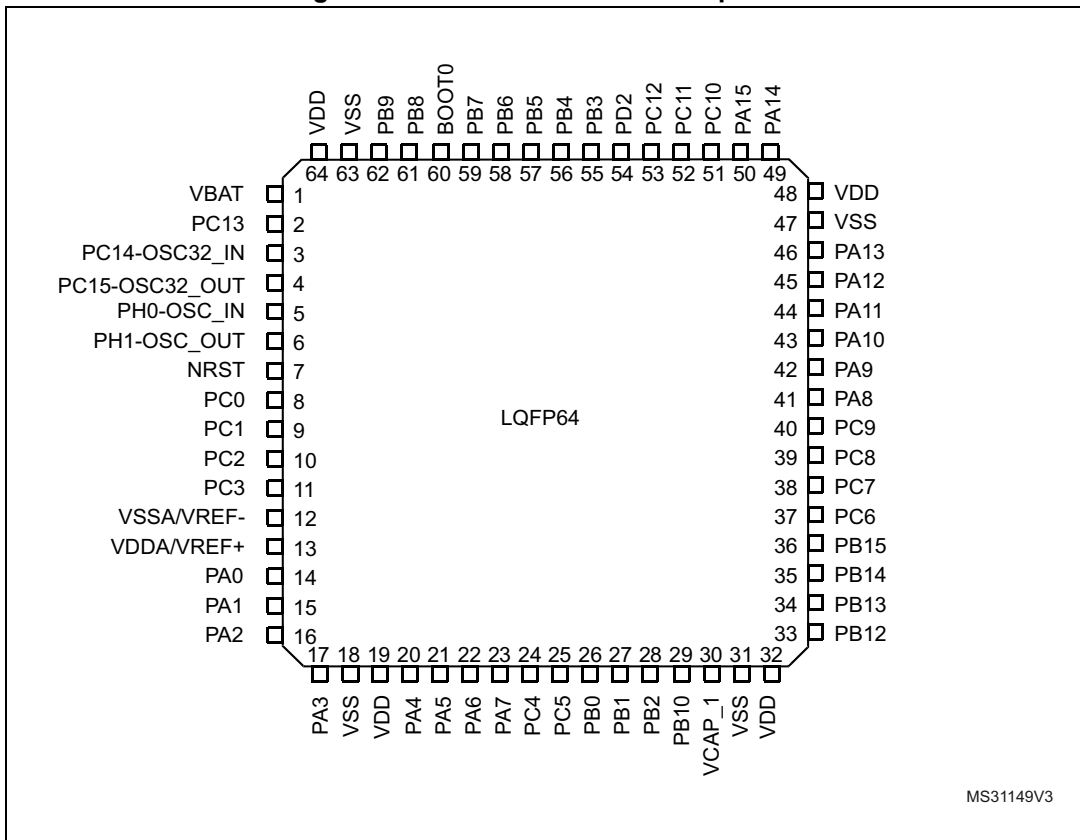 VDD
VSS
PB9
PB8
BOOT0
PB7
PB6
PB5
PB4
PB3
PD2
PC12
PC11
PC10
PA15
PA14
64 63 62 61 60 59 58 57 56 55 54 53 52 51 50 49
VBAT 1
PC13 2
PC14-OSC32_IN 3
PC15-OSC32_OUT 4
PH0-OSC_IN 5
PH1-OSC_OUT 6
NRST 7
PC0 8
PC1 9
PC2 10
PC3 11
VSSA/VREF- 12
VDDA/VREF+ 13
PA0 14
PA1 15
PA2 16
LQFP64
48 VDD
47 VSS
46 PA13
45 PA12
44 PA11
43 PA10
42 PA9
41 PA8
40 PC9
39 PC8
38 PC7
37 PC6
36 PB15
35 PB14
34 PB13
33 PB12
17 18 19 20 21 22 23 24 25 26 27 28 29 30 31 32
PA3
VSS
VDD
PA4
PA5
PA6
PA7
PC4
PC5
PB0
PB1
PB2
PB10
VCAP_1
VSS
VDD
MS31149V3